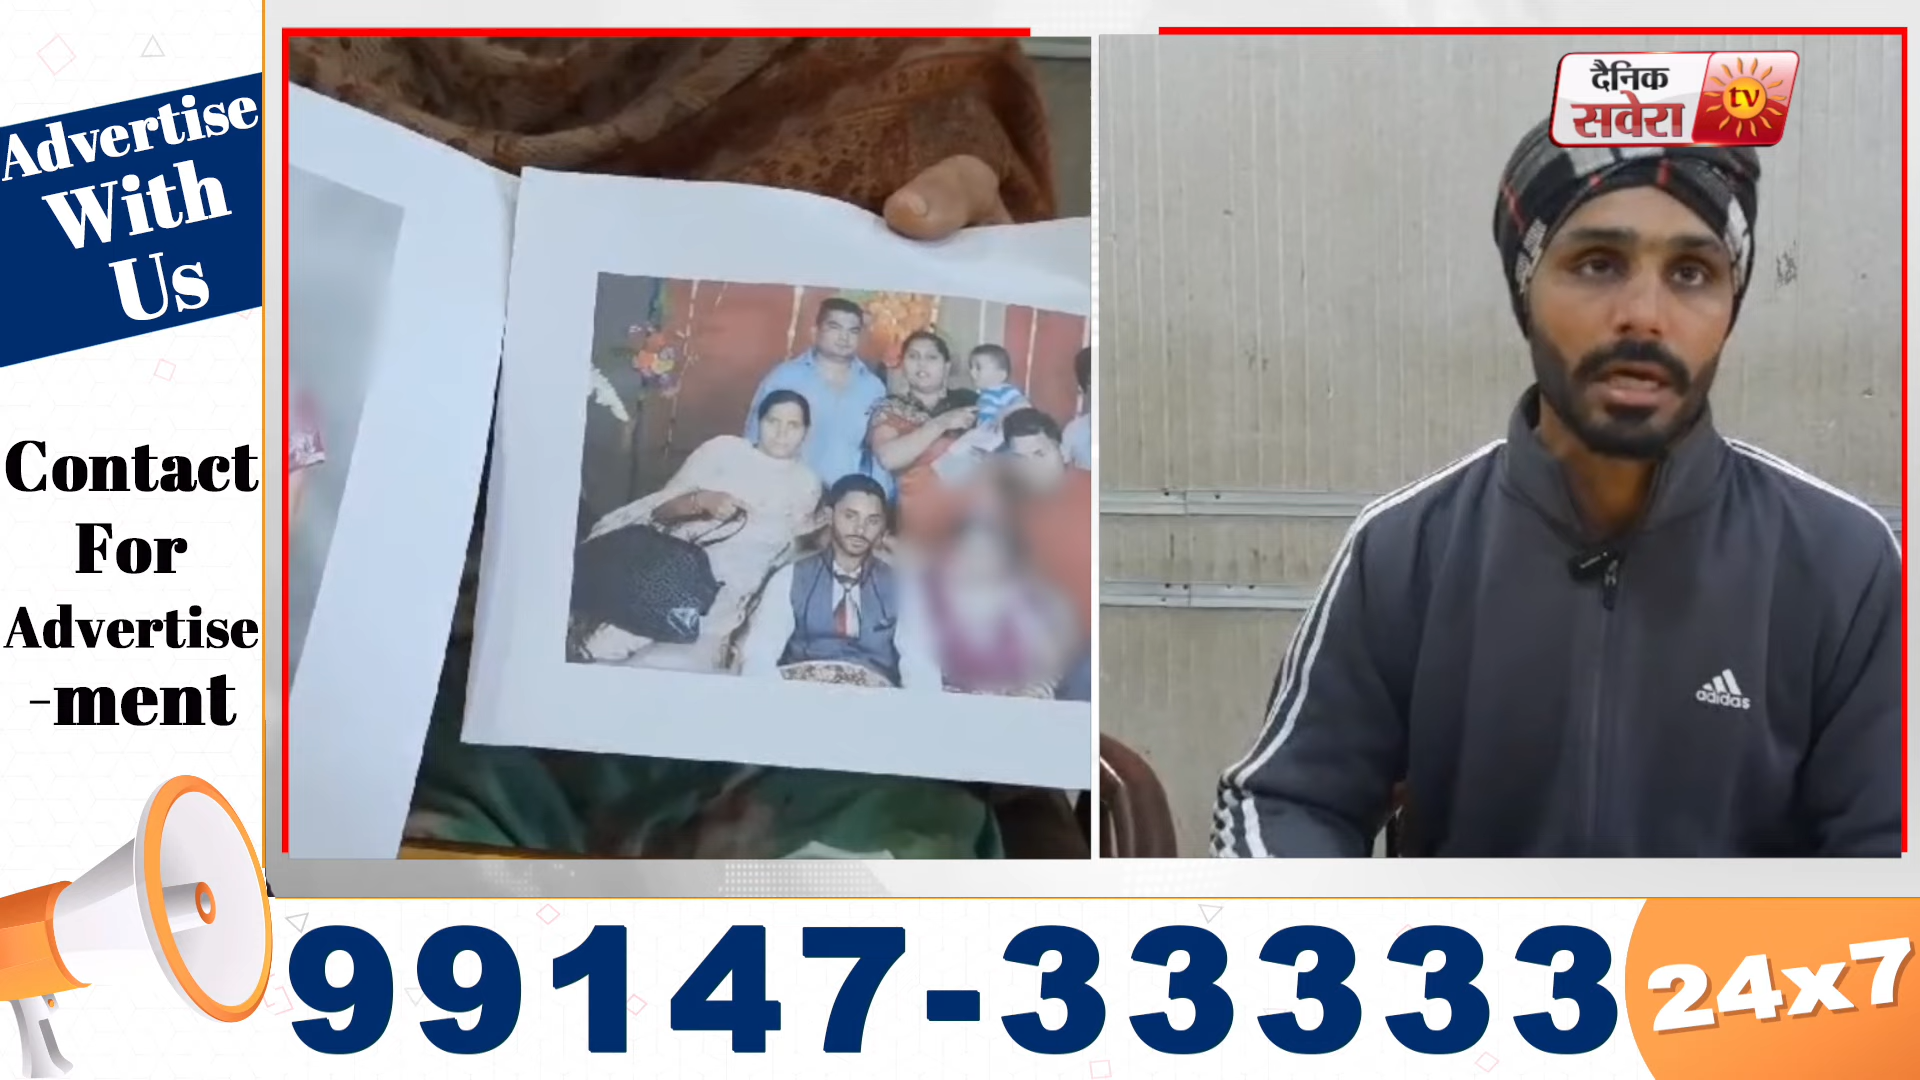 Advertise
With
Us
Contact
For
Advertise
-ment
दैनिक
सवेरा
tv
adidas
99147-33333
24x7